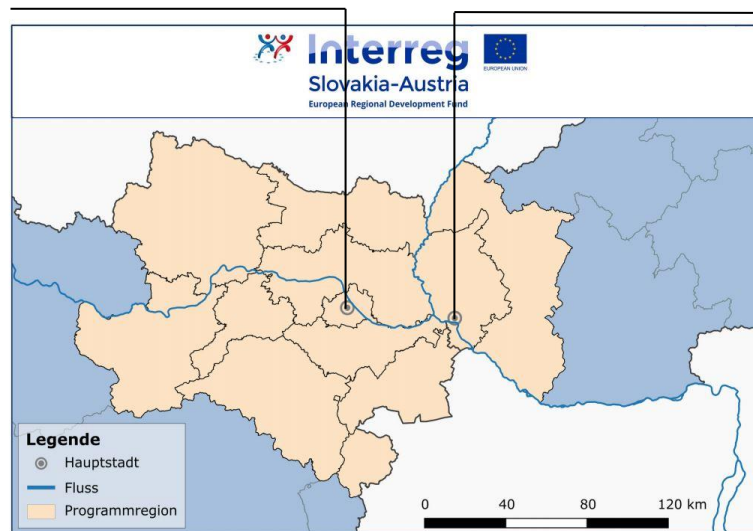 Interreg
EUROPEAN UNION
Slovakia-Austria
European Regional Development Fund
Legende
Hauptstadt
Fluss
Programmregion
0 40 80 120 km